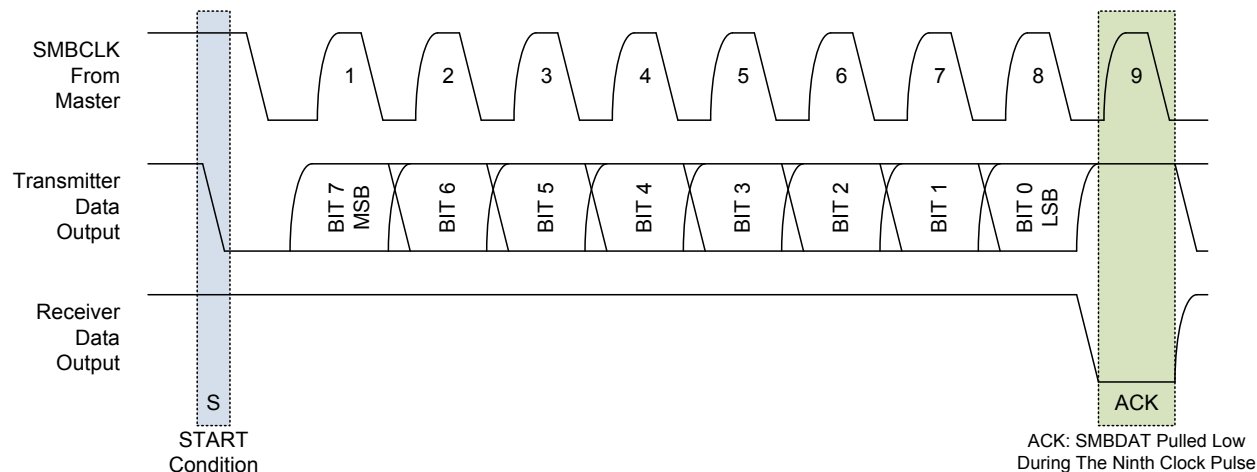 SMBCLK
From
Master
1 2 3 4 5 6 7 8 9
Transmitter
Data
Output
BIT 7
MSB
BIT 6
BIT 5
BIT 4
BIT 3
BIT 2
BIT 1
BIT 0
LSB
Receiver
Data
Output
S
ACK
START
Condition
ACK: SMBDAT Pulled Low
During The Ninth Clock Pulse